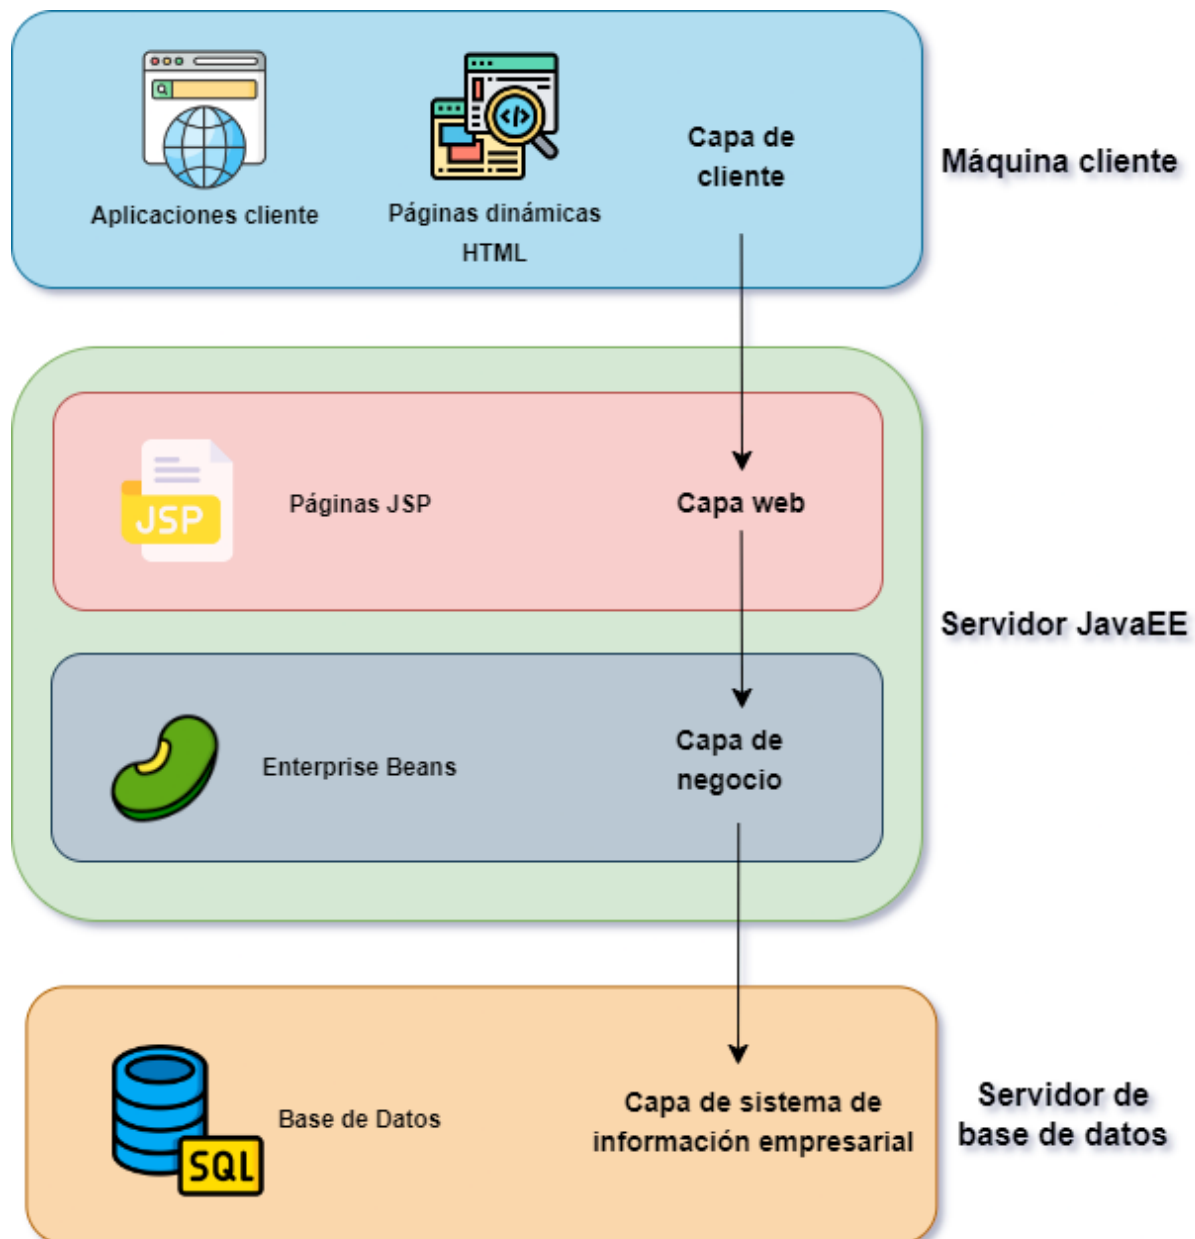 Capa de
cliente
Máquina cliente
Aplicaciones cliente
Páginas dinámicas
HTML
JSP
Páginas JSP
Capa web
Servidor JavaEE
Enterprise Beans
Capa de
negocio
SQL
Base de Datos
Capa de sistema de
información empresarial
Servidor de
base de datos